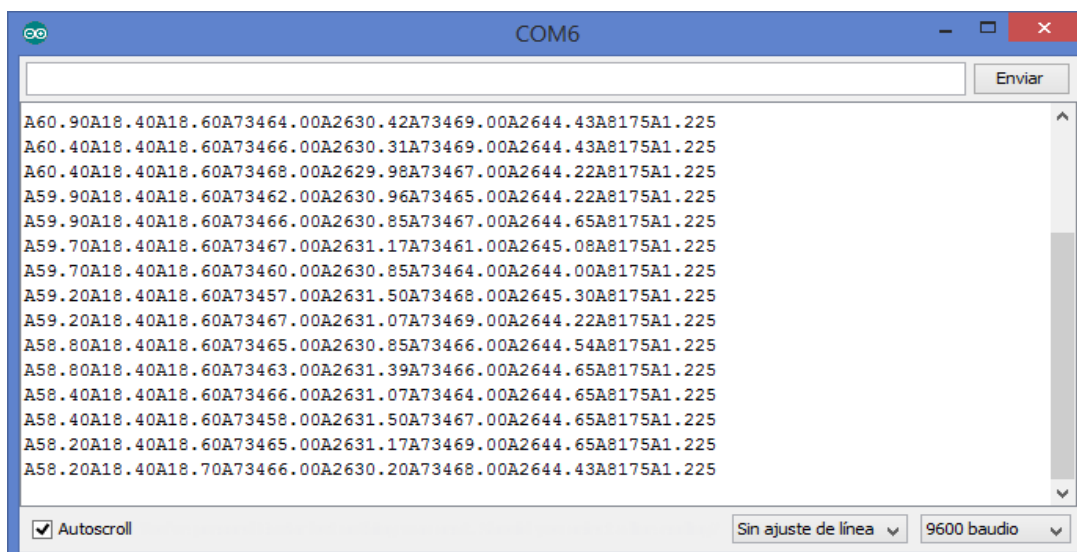 COM6
Enviar
A60.90A18.40A18.60A73464.00A2630.42A73469.00A2644.43A8175A1.225
A60.40A18.40A18.60A73466.00A2630.31A73469.00A2644.43A8175A1.225
A60.40A18.40A18.60A73468.00A2629.98A73467.00A2644.22A8175A1.225
A59.90A18.40A18.60A73462.00A2630.96A73465.00A2644.22A8175A1.225
A59.90A18.40A18.60A73466.00A2630.85A73467.00A2644.65A8175A1.225
A59.70A18.40A18.60A73467.00A2631.17A73461.00A2645.08A8175A1.225
A59.70A18.40A18.60A73460.00A2630.85A73464.00A2644.00A8175A1.225
A59.20A18.40A18.60A73457.00A2631.50A73468.00A2645.30A8175A1.225
A59.20A18.40A18.60A73467.00A2631.07A73469.00A2644.22A8175A1.225
A58.80A18.40A18.60A73465.00A2630.85A73466.00A2644.54A8175A1.225
A58.80A18.40A18.60A73463.00A2631.39A73466.00A2644.65A8175A1.225
A58.40A18.40A18.60A73466.00A2631.07A73464.00A2644.65A8175A1.225
A58.40A18.40A18.60A73458.00A2631.50A73467.00A2644.65A8175A1.225
A58.20A18.40A18.60A73465.00A2631.17A73469.00A2644.65A8175A1.225
A58.20A18.40A18.70A73466.00A2630.20A73468.00A2644.43A8175A1.225
Autoscroll
Sin ajuste de línea
9600 baudio